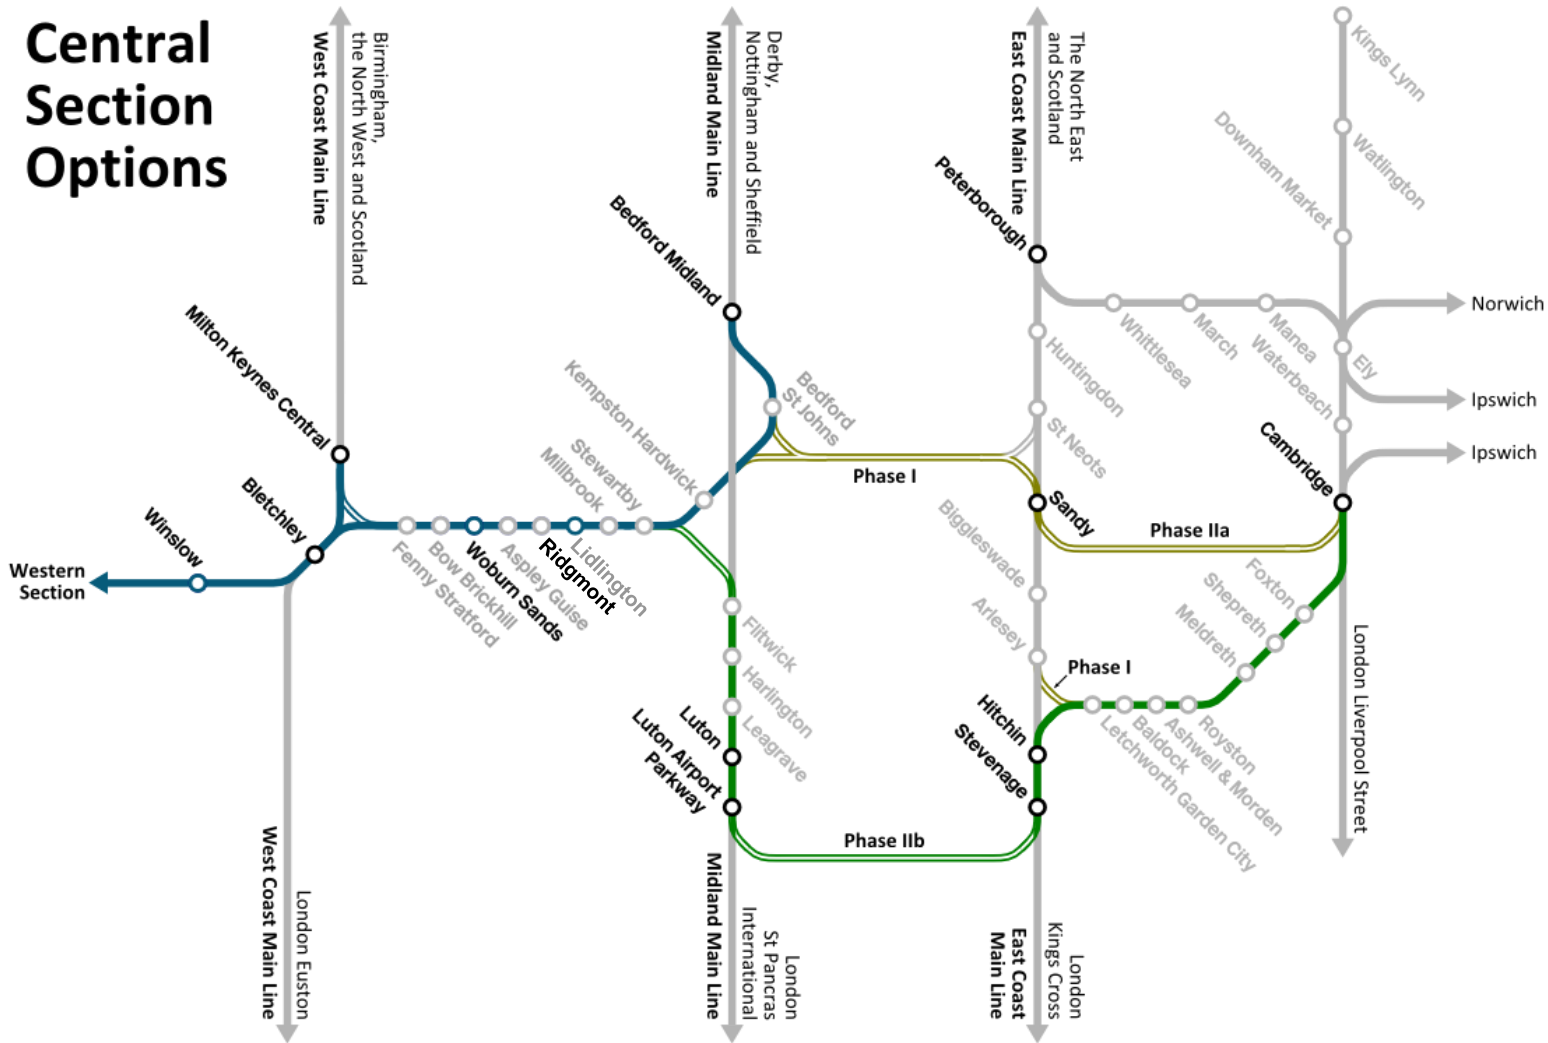 Central
Section
Options
West Coast Main Line
Birmingham,
the North West and Scotland
Midland Main Line
Derby,
Nottingham and Sheffield
East Coast Main Line
The North East
and Scotland
Kings Lynn
Watlington
Downham Market
Peterborough
Bedford Midland
Norwich
Whittlesea
March
Manea
Waterbeach
Ely
Ipswich
Huntingdon
Milton Keynes Central
Kempston Hardwick
Bedford
St Johns
St Neots
Cambridge
Ipswich
Stewartby
Millbrook
Phase I
Sandy
Bletchley
Winslow
Western
Section
Fenny Stratford
Bow Brickhill
Woburn Sands
Aspley Guise
Ridgmont
Lidlington
Biggleswade
Phase IIa
Foxton
Shepreth
Meldreth
Arlesey
Flitwick
Harlington
Leagrave
Luton
Luton Airport
Parkway
Phase I
Hitchin
Stevenage
Letchworth Garden City
Baldock
Ashwell & Morden
Royston
London Liverpool Street
Phase IIb
West Coast Main Line
London Euston
Midland Main Line
London
St Pancras
International
East Coast
Main Line
London
Kings Cross